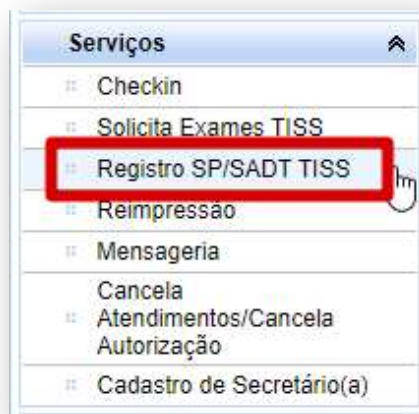 Serviços
Checkin
Solicita Exames TISS
Registro SP/SADT TISS
Reimpressão
Mensageria
Cancela
Atendimentos/Cancela
Autorização
Cadastro de Secretário(a)